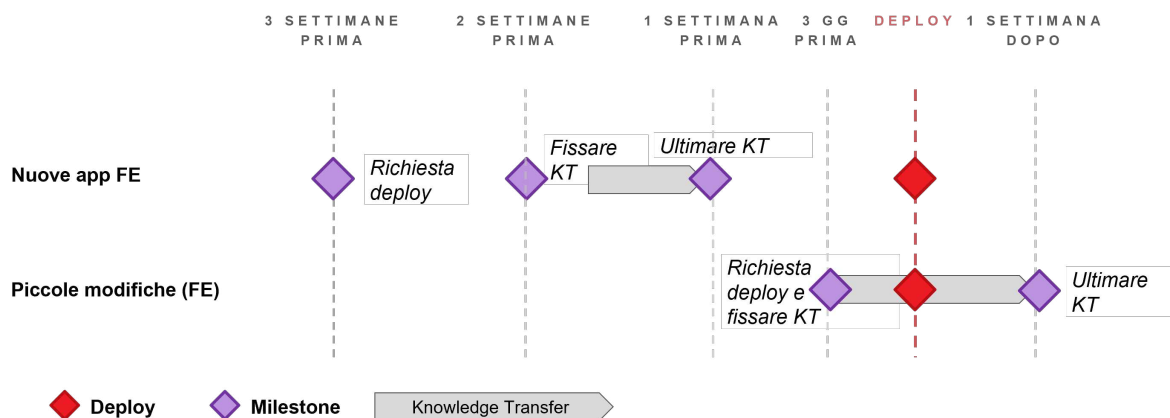 3 SETTIMANE
PRIMA
2 SETTIMANE
PRIMA
1 SETTIMANA
PRIMA
3 GG
PRIMA
DEPLOY
1 SETTIMANA
DOPO
Nuove app FE
Richiesta
deploy
Fissare
KT
Ultimare KT
Piccole modifiche (FE)
Richiesta
deploy e
fissare KT
Ultimare
KT
Deploy
Milestone
Knowledge Transfer